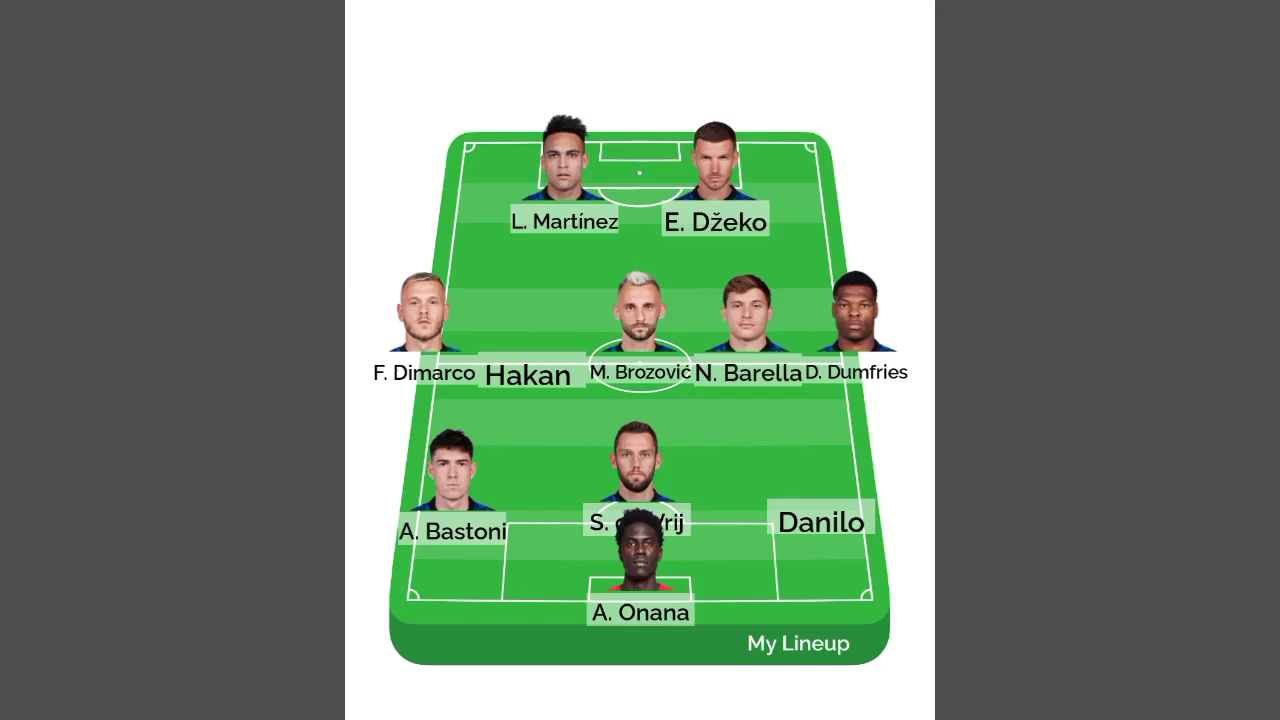 L. Martínez
E. Džeko
F. Dimarco
Hakan
M. Brozović
N. Barella
D. Dumfries
A. Bastoni
S.
Danilo
A. Onana
My Lineup